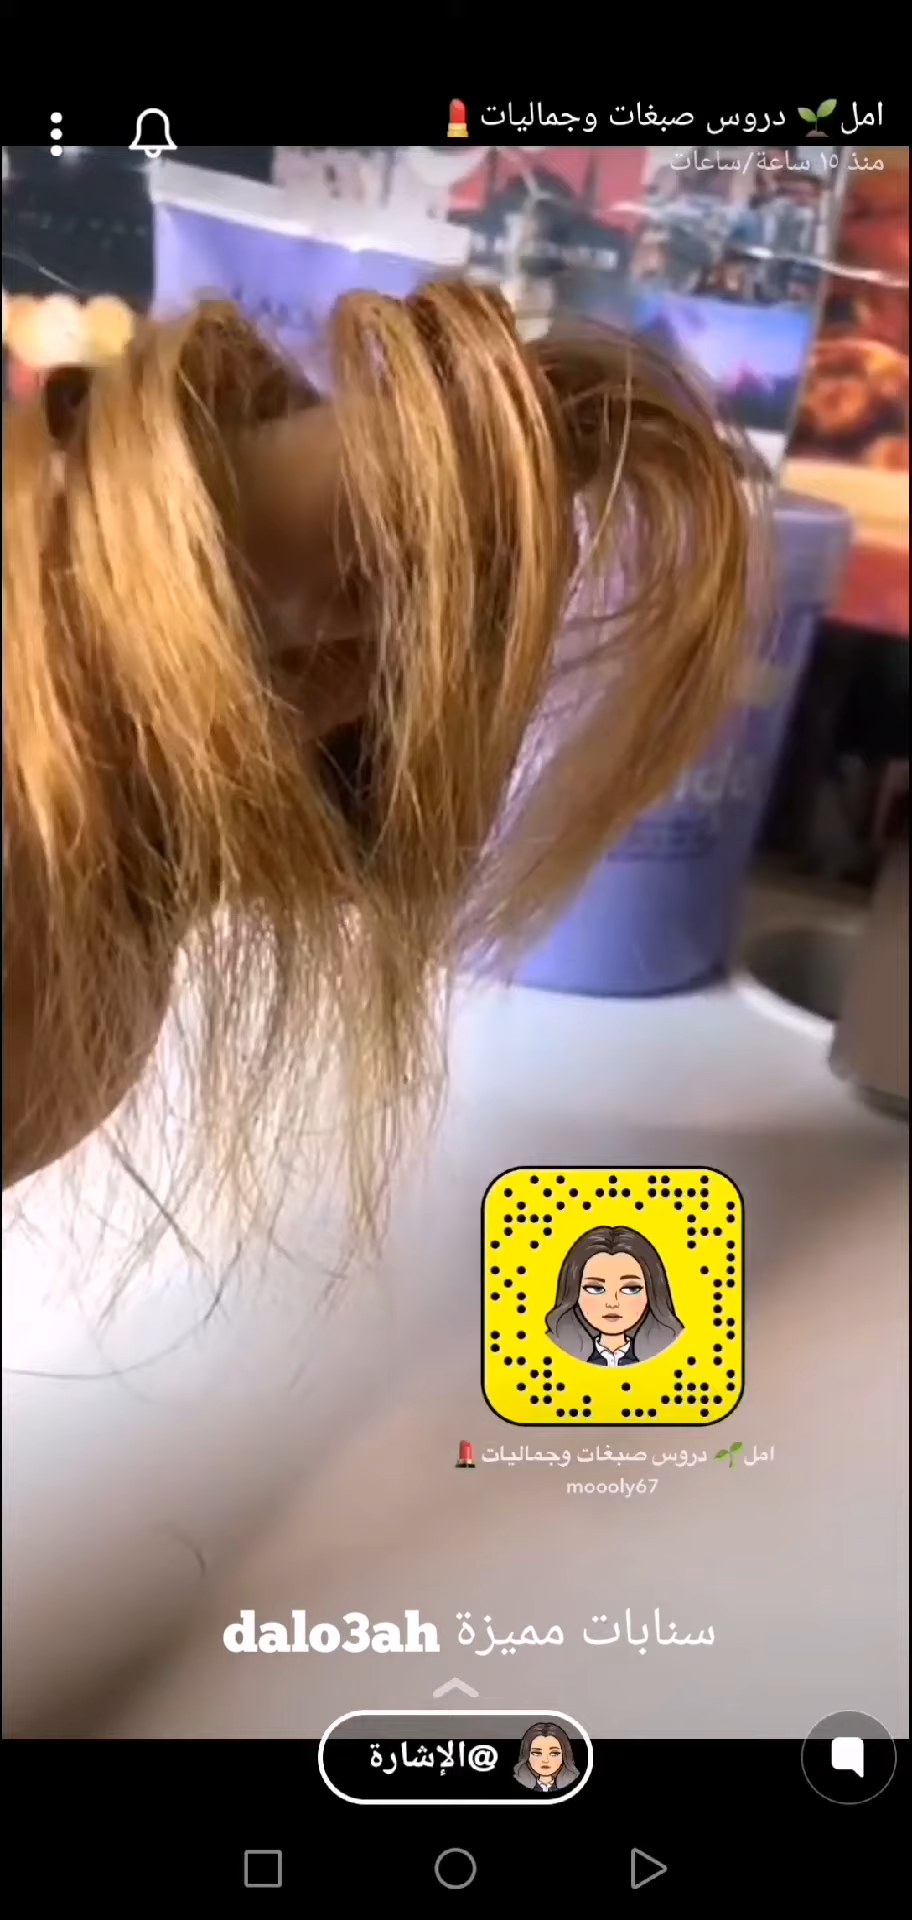 امل🌱 دروس صبغات وجماليات💄
منذ ١٥ ساعة/ساعات
امل🌱 دروس صبغات وجماليات💄
moooly67
سنابات مميزة dalo3ah
@الإشارة